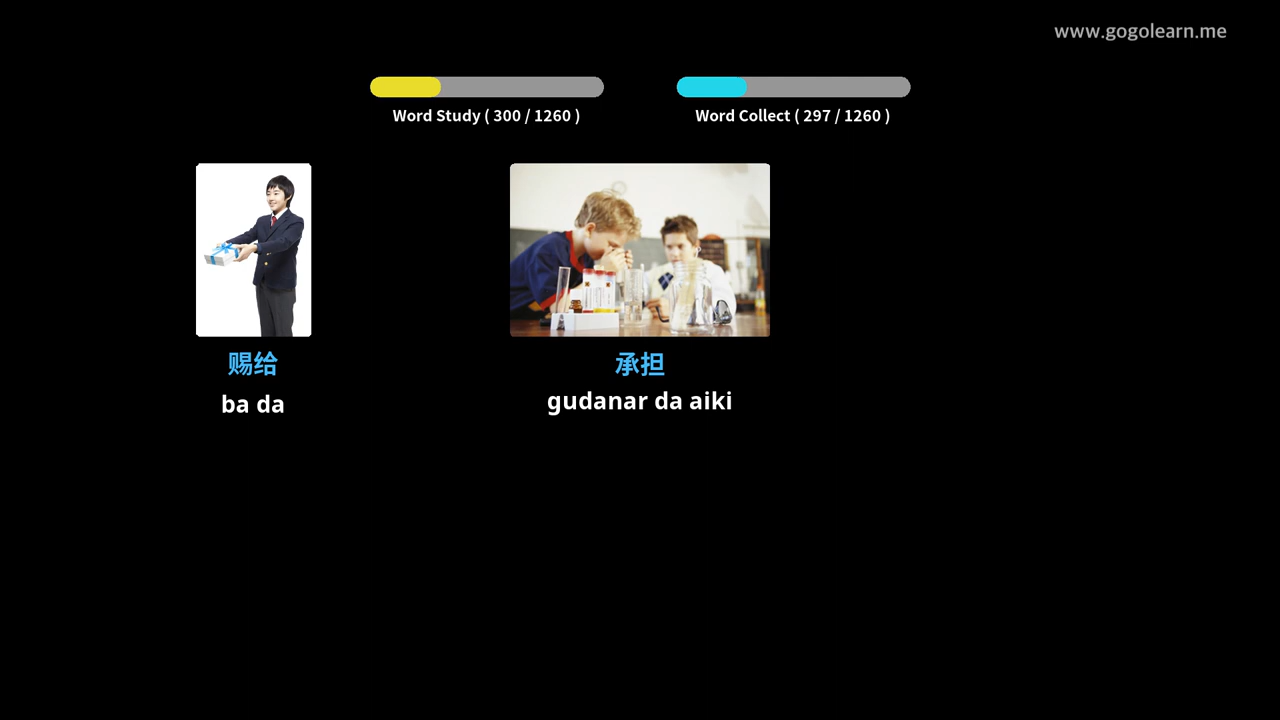 www.gogolearn.me
Word Study ( 300 / 1260 )
Word Collect ( 297 / 1260 )
赐给
ba da
承担
gudanar da aiki